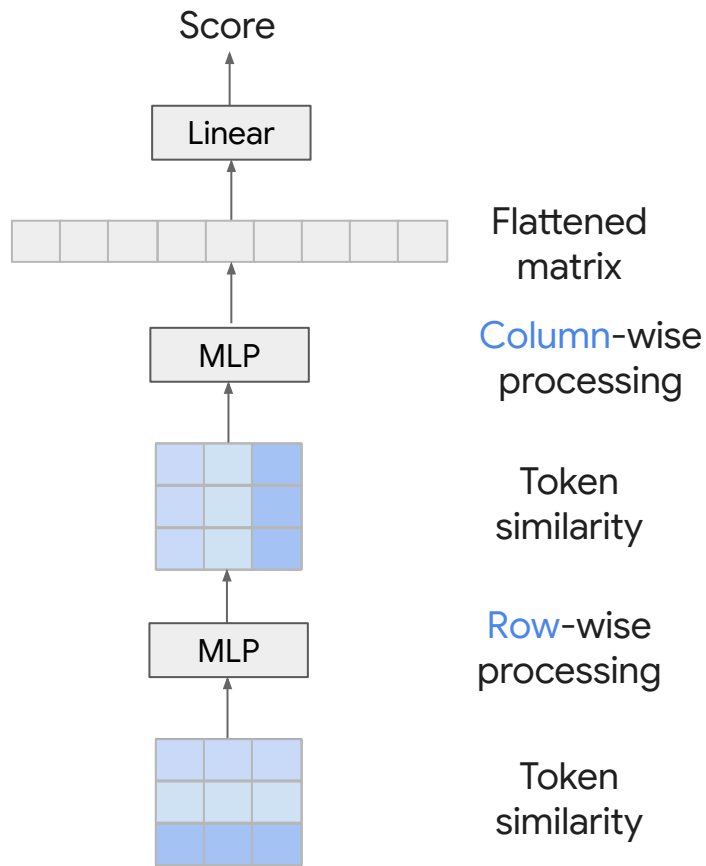 Score
Linear
Flattened
matrix
Column-wise
processing
MLP
Token
similarity
Row-wise
processing
MLP
Token
similarity